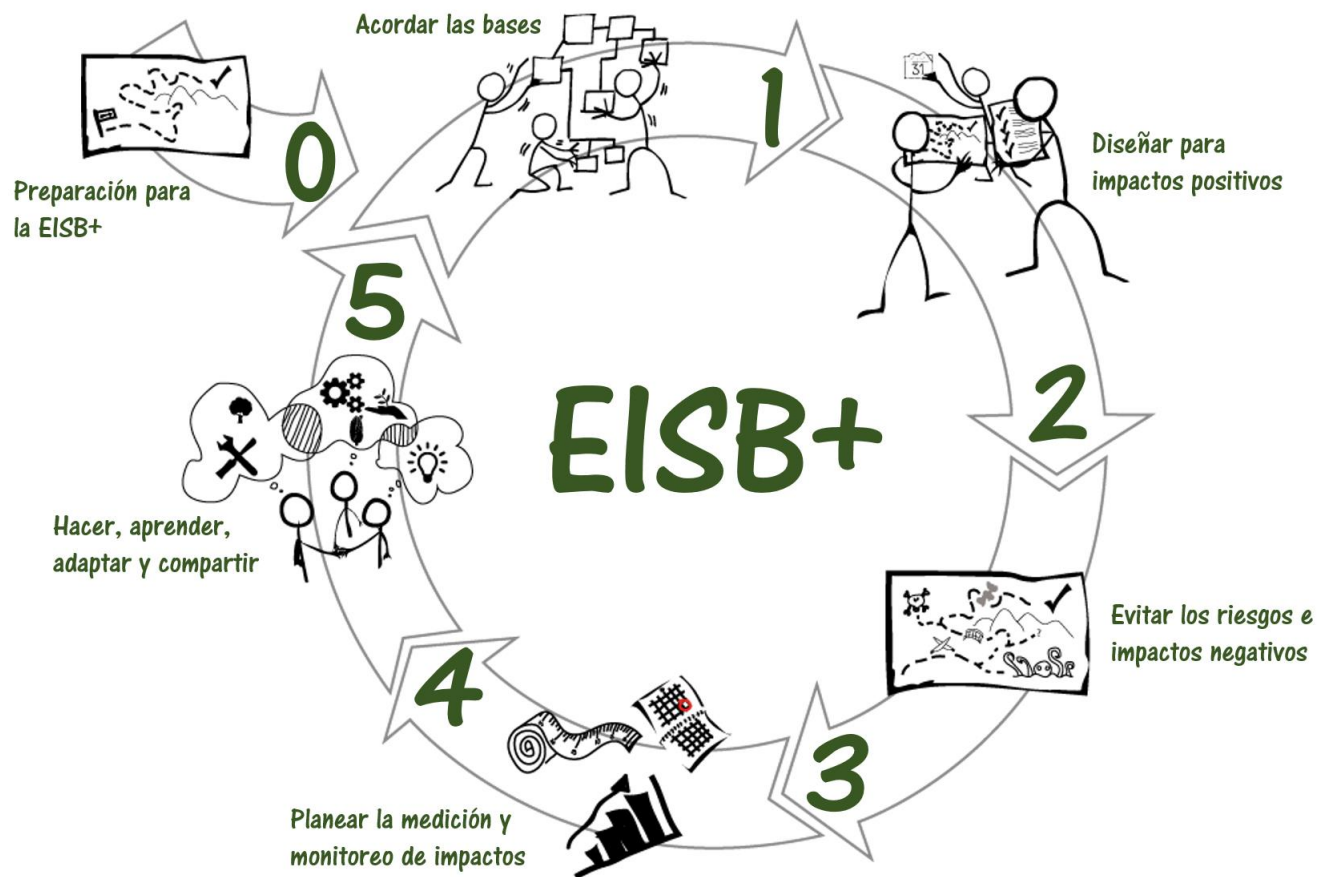 Acordar las bases
0
Preparación para
la EISB+
1
31
Diseñar para
impactos positivos
2
EISB+
Evitar los riesgos e
impactos negativos
3
Planear la medición y
monitoreo de impactos
4
Hacer, aprender,
adaptar y compartir
5
?